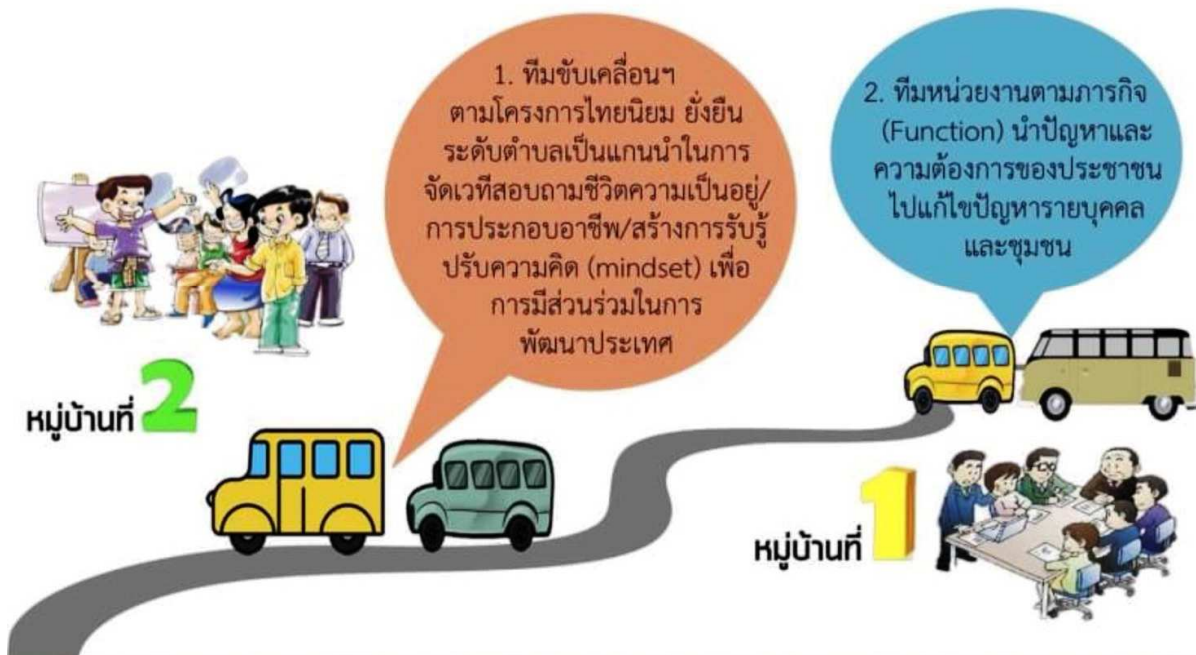 1. ทีมขับเคลื่อนฯ
ตามโครงการไทยนิยม ยั่งยืน
ระดับตำบลเป็นแกนนำในการ
จัดเวทีสอบถามชีวิตความเป็นอยู่/
การประกอบอาชีพ/สร้างการรับรู้
ปรับความคิด (mindset) เพื่อ
การมีส่วนร่วมในการ
พัฒนาประเทศ
2. ทีมหน่วยงานตามภารกิจ
(Function) นำปัญหาและ
ความต้องการของประชาชน
ไปแก้ไขปัญหารายบุคคล
และชุมชน
หมู่บ้านที่ 2
หมู่บ้านที่ 1